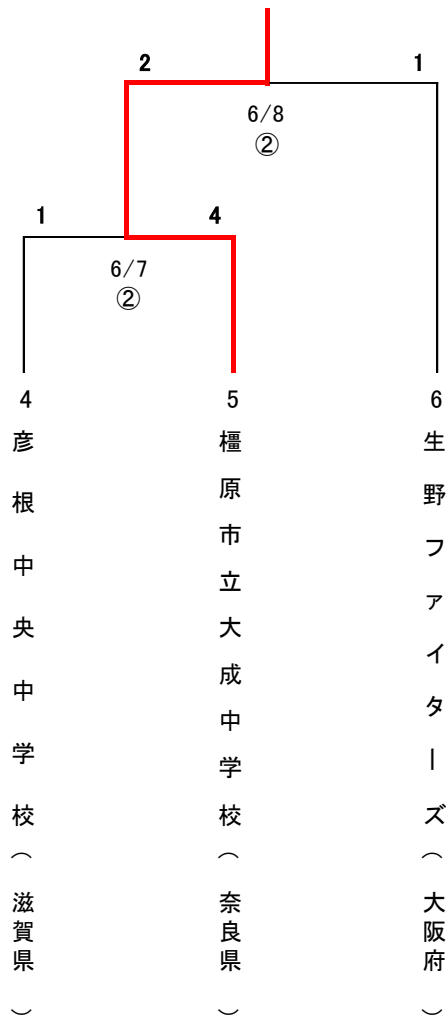 2 1
6/8
②
1 4
6/7
②
4 5 6
彦根中央中学校（滋賀県）
橿原市立大成中学校（奈良県）
生野ファイターズ（大阪府）